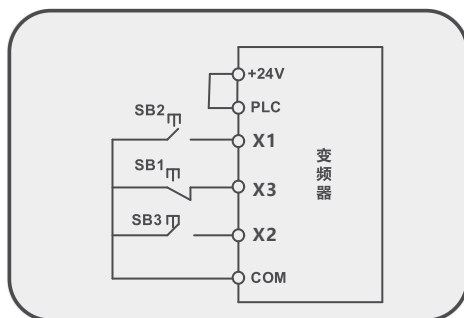 +24V
PLC
SB2
X1
SB1
X3
SB3
X2
COM
变频器